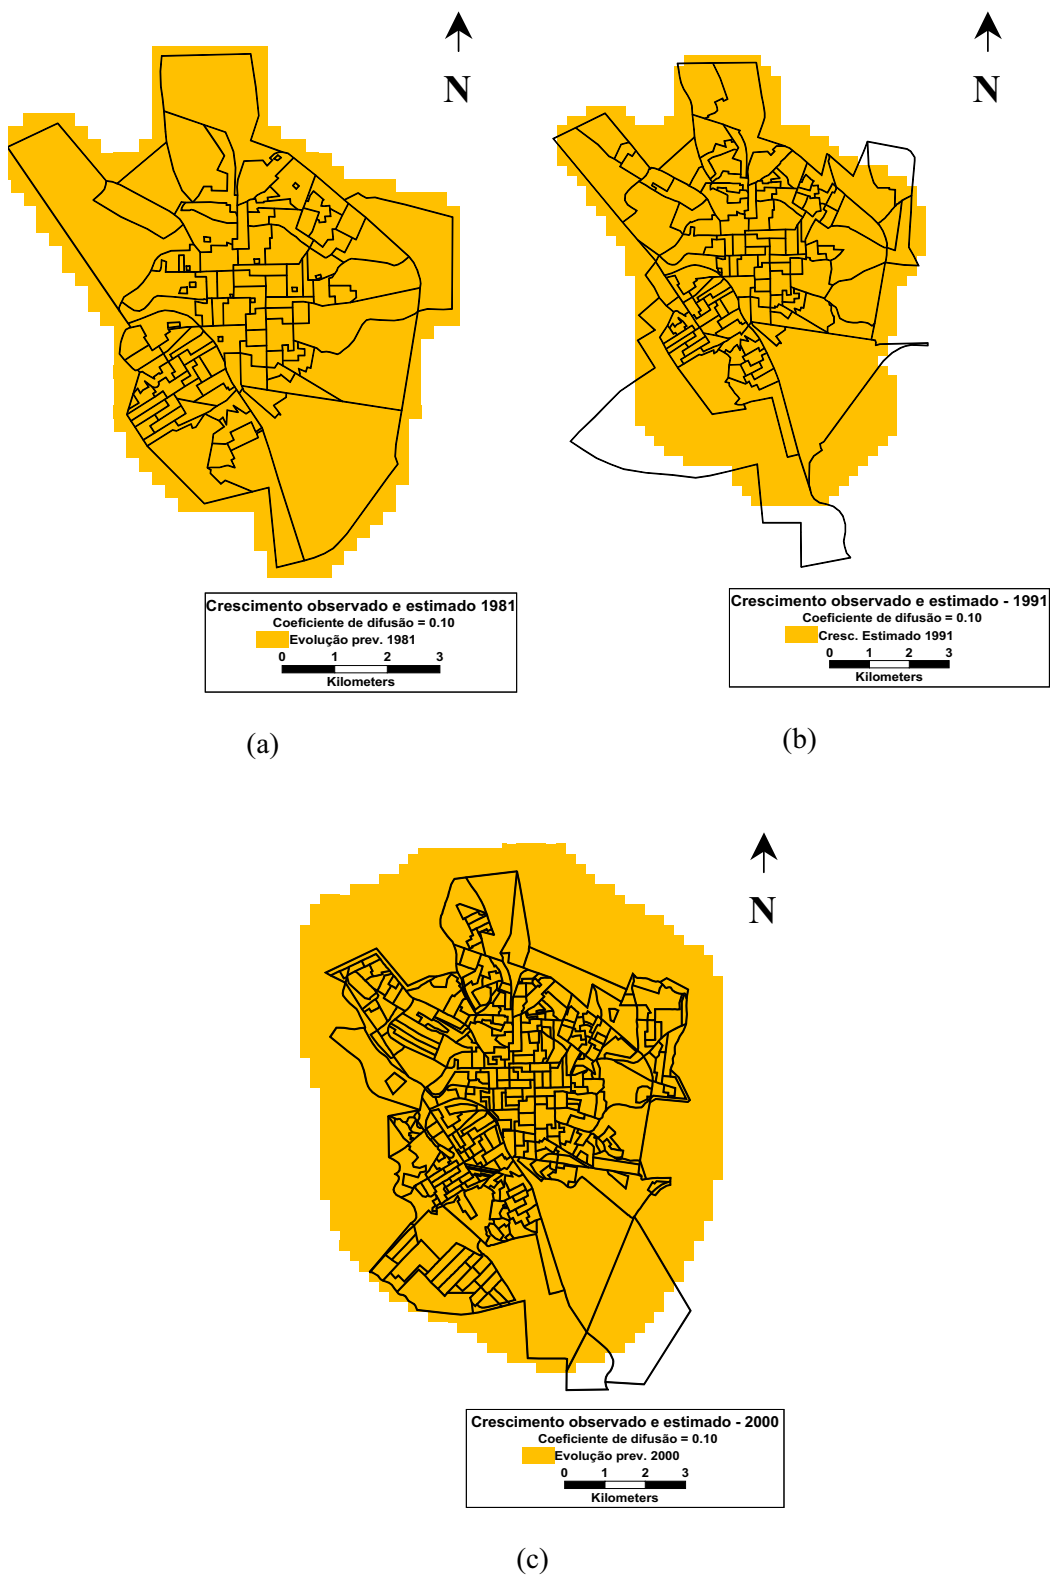 N
Crescimento observado e estimado 1981
Coeficiente de difusão = 0.10
Evolução prev. 1981
0 1 2 3
Kilometers
(a)
N
Crescimento observado e estimado - 1991
Coeficiente de difusão = 0.10
Cresc. Estimado 1991
0 1 2 3
Kilometers
(b)
N
Crescimento observado e estimado - 2000
Coeficiente de difusão = 0.10
Evolução prev. 2000
0 1 2 3
Kilometers
(c)